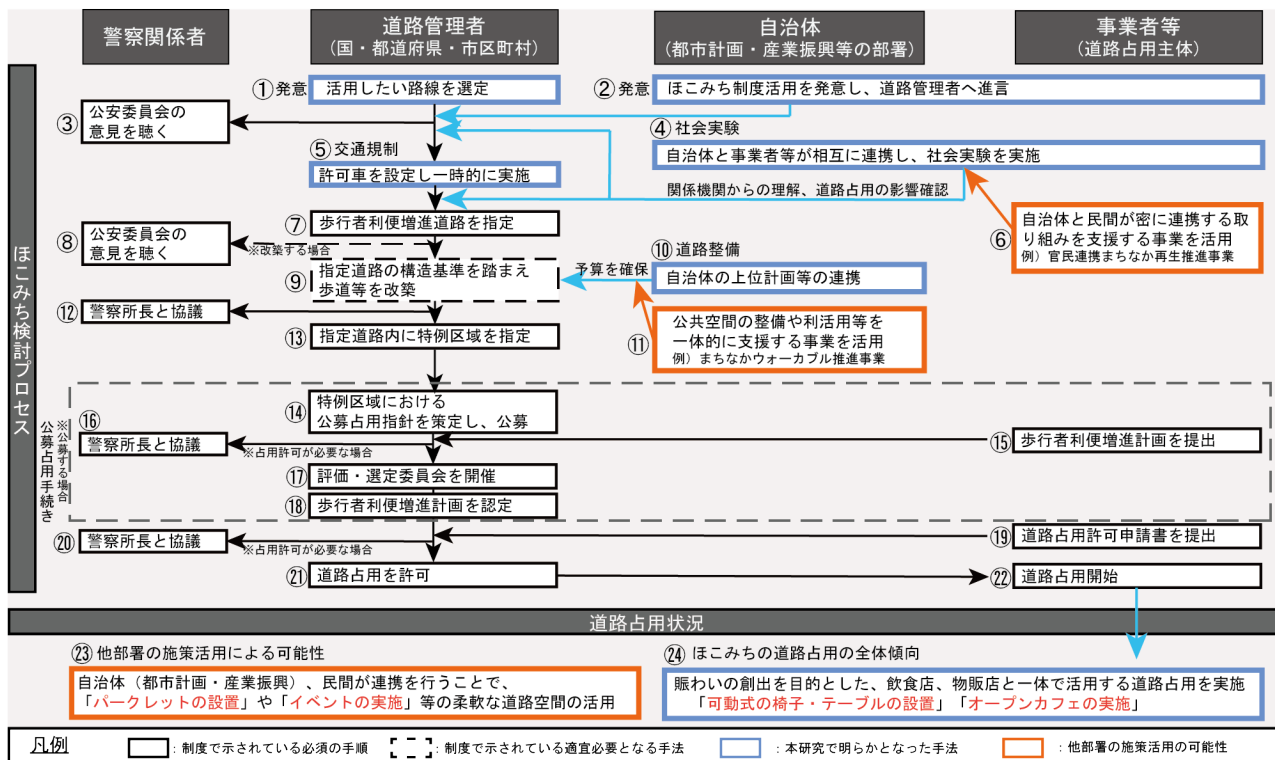 警察関係者
道路管理者
(国・都道府県・市区町村)
自治体
(都市計画・産業振興等の部署)
事業者等
(道路占用主体)
ほこみち検討プロセス
①発意
活用したい路線を選定
②発意
ほこみち制度活用を発意し、道路管理者へ進言
③
公安委員会の
意見を聴く
④社会実験
自治体と事業者等が相互に連携し、社会実験を実施
⑤交通規制
許可車を設定し一時的に実施
関係機関からの理解、道路占用の影響確認
⑥
自治体と民間が密に連携する取
り組みを支援する事業を活用
例）官民連携まちなか再生推進事業
⑦
歩行者利便増進道路を指定
⑧
公安委員会の
意見を聴く
※改築する場合
⑨
指定道路の構造基準を踏まえ
歩道等を改築
予算を確保
⑩道路整備
自治体の上位計画等の連携
⑪
公共空間の整備や利活用等を
一体的に支援する事業を活用
例）まちなかウォーカブル推進事業
⑫
警察所長と協議
⑬
指定道路内に特例区域を指定
※公募する場合
公募占用手続き
⑭
特例区域における
公募占用指針を策定し、公募
⑮
歩行者利便増進計画を提出
⑯
警察所長と協議
※占用許可が必要な場合
⑰
評価・選定委員会を開催
⑱
歩行者利便増進計画を認定
⑲
道路占用許可申請書を提出
⑳
警察所長と協議
※占用許可が必要な場合
㉑
道路占用を許可
㉒
道路占用開始
道路占用状況
㉓他部署の施策活用による可能性
自治体（都市計画・産業振興）、民間が連携を行うことで、
「パークレットの設置」や「イベントの実施」等の柔軟な道路空間の活用
㉔ほこみちの道路占用の全体傾向
賑わいの創出を目的とした、飲食店、物販店と一体で活用する道路占用を実施
「可動式の椅子・テーブルの設置」「オープンカフェの実施」
凡例
：制度で示されている必須の手順
：制度で示されている適宜必要となる手法
：本研究で明らかとなった手法
：他部署の施策活用の可能性